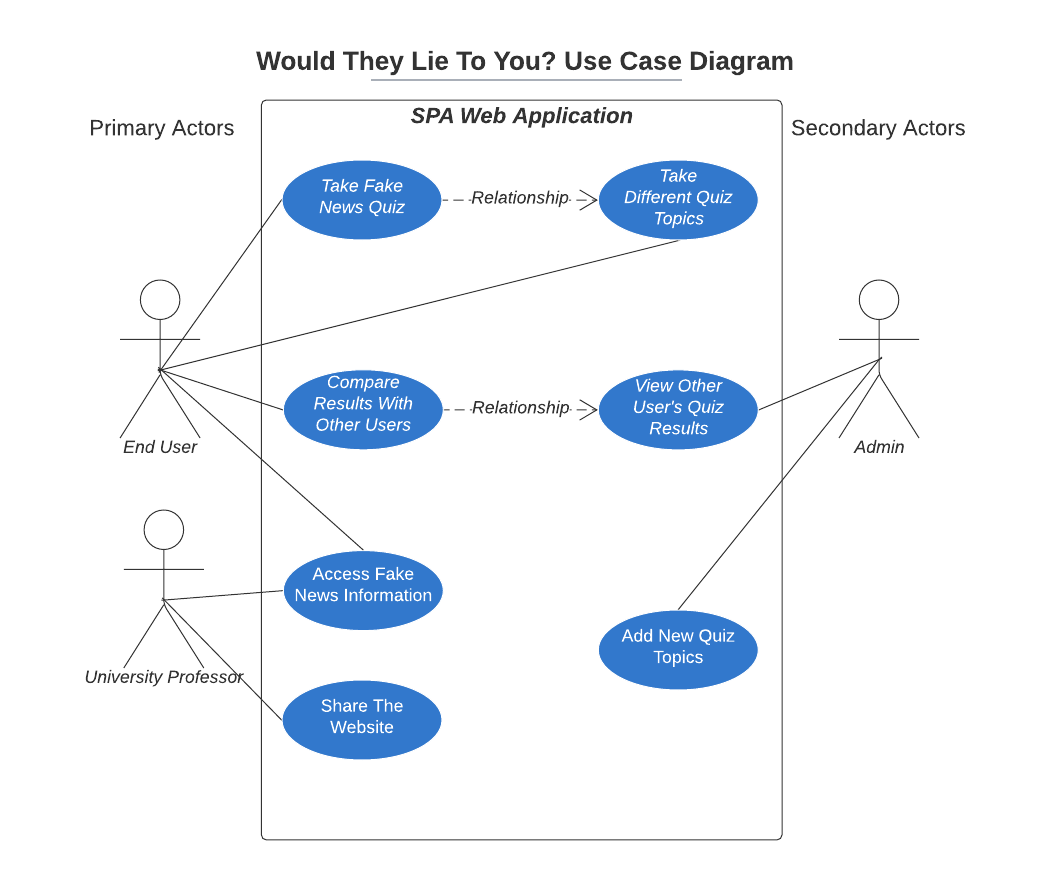 Would They Lie To You? Use Case Diagram
SPA Web Application
Primary Actors
Secondary Actors
Take Fake
News Quiz
Relationship
Take
Different Quiz
Topics
Compare
Results With
Other Users
Relationship
View Other
User's Quiz
Results
End User
Admin
Access Fake
News Information
Add New Quiz
Topics
University Professor
Share The
Website